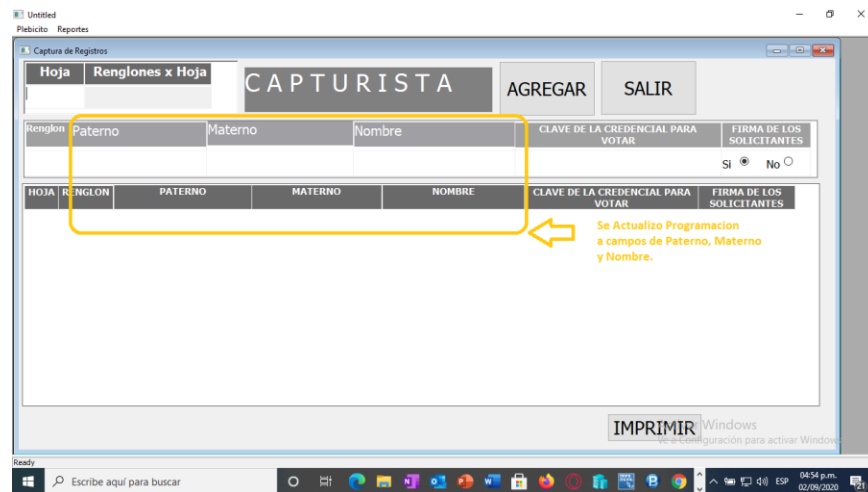 Untitled
Plebicito Reportes
Captura de Registros
Hoja Renglones x Hoja
CAPTURISTA
AGREGAR
SALIR
Renglon Paterno Materno Nombre CLAVE DE LA CREDENCIAL PARA VOTAR FIRMA DE LOS SOLICITANTES
Si No
HOJA RENGLON PATERNO MATERNO NOMBRE CLAVE DE LA CREDENCIAL PARA VOTAR FIRMA DE LOS SOLICITANTES
Se Actualizo Programacion
a campos de Paterno, Materno
y Nombre.
IMPRIMIR
Windows
Ve a Configuración para activar Windows
Ready
Escribe aquí para buscar
ESP
04:54 p.m.
02/09/2020
21